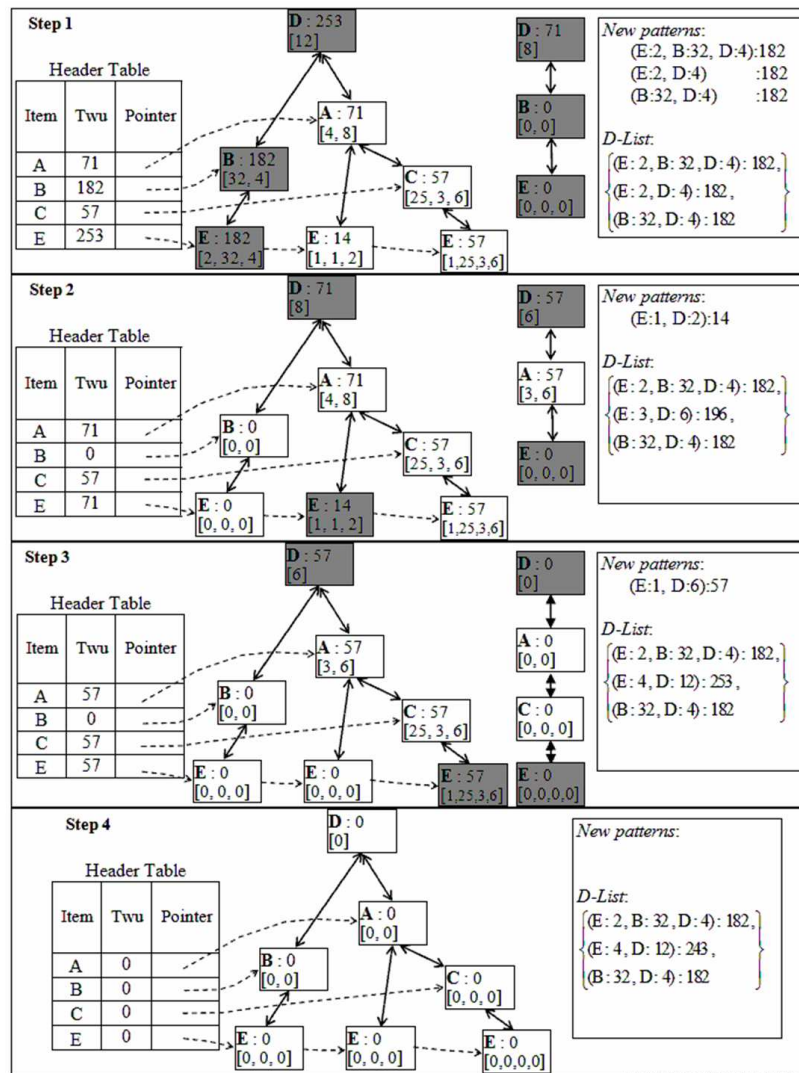 Step 1
Header Table
Item Twu Pointer
A 71
B 182
C 57
E 253
D : 253
[12]
A : 71
[4, 8]
B : 182
[32, 4]
C : 57
[25, 3, 6]
E : 182
[2, 32, 4]
E : 14
[1, 1, 2]
E : 57
[1,25,3,6]
D : 71
[8]
B : 0
[0, 0]
E : 0
[0, 0, 0]
New patterns:
(E:2, B:32, D:4):182
(E:2, D:4) :182
(B:32, D:4) :182
D-List:
(E: 2, B: 32, D: 4) : 182,
(E: 2, D: 4) : 182,
(B: 32, D: 4) : 182
Step 2
Header Table
Item Twu Pointer
A 71
B 0
C 57
E 71
D : 71
[8]
A : 71
[4, 8]
B : 0
[0, 0]
C : 57
[25, 3, 6]
E : 0
[0, 0, 0]
E : 14
[1, 1, 2]
E : 57
[1,25,3,6]
D : 57
[6]
A : 57
[3, 6]
E : 0
[0, 0, 0]
New patterns:
(E:1, D:2):14
D-List:
(E: 2, B: 32, D: 4) : 182,
(E: 3, D: 6) : 196,
(B: 32, D: 4) : 182
Step 3
Header Table
Item Twu Pointer
A 57
B 0
C 57
E 57
D : 57
[6]
A : 57
[3, 6]
B : 0
[0, 0]
C : 57
[25, 3, 6]
E : 0
[0, 0, 0]
E : 0
[0, 0, 0]
E : 57
[1,25,3,6]
D : 0
[0]
A : 0
[0, 0]
C : 0
[0, 0, 0]
E : 0
[0,0,0,0]
New patterns:
(E:1, D:6):57
D-List:
(E: 2, B: 32, D: 4) : 182,
(E: 4, D: 12) : 253,
(B: 32, D: 4) : 182
Step 4
Header Table
Item Twu Pointer
A 0
B 0
C 0
E 0
D : 0
[0]
A : 0
[0, 0]
B : 0
[0, 0]
C : 0
[0, 0, 0]
E : 0
[0, 0, 0]
E : 0
[0, 0, 0]
E : 0
[0,0,0,0]
New patterns:
D-List:
(E: 2, B: 32, D: 4) : 182,
(E: 4, D: 12) : 243,
(B: 32, D: 4) : 182